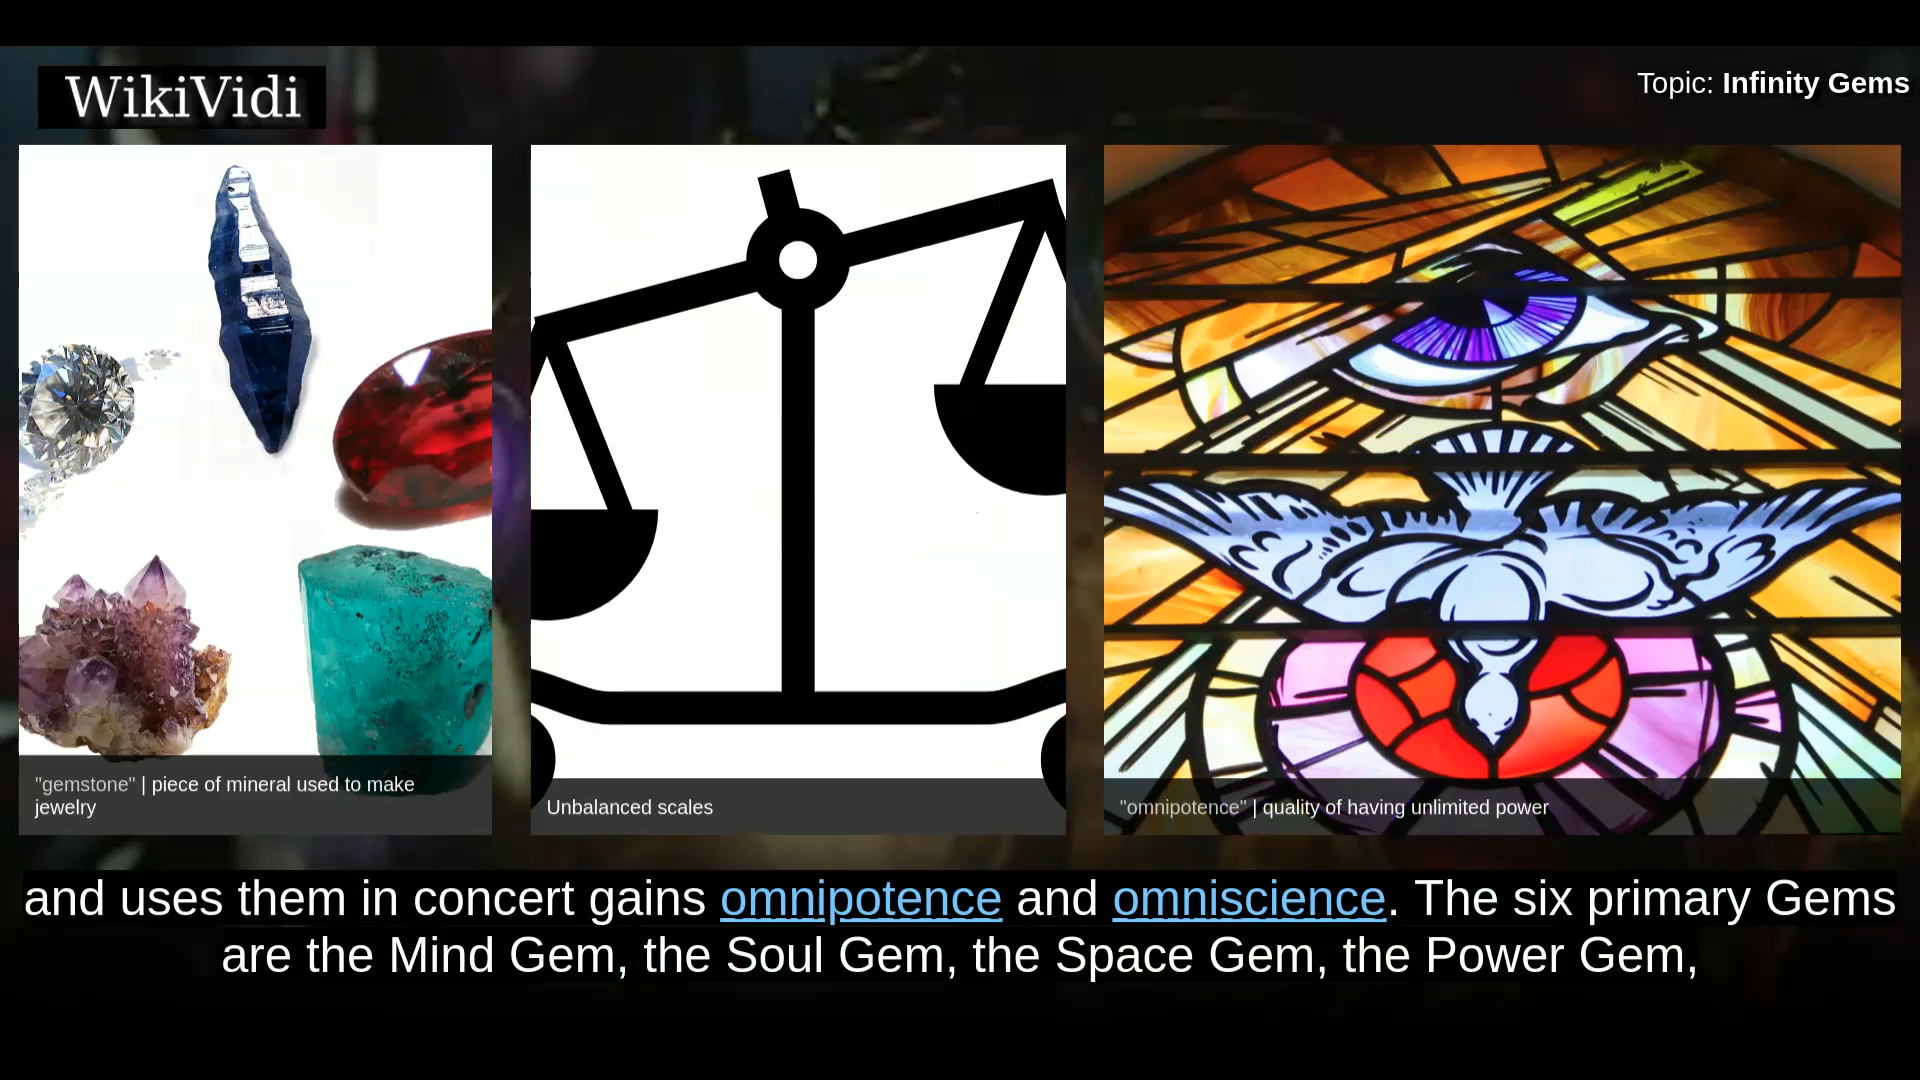 WikiVidi
Topic: Infinity Gems
"gemstone" | piece of mineral used to make
jewelry
Unbalanced scales
"omnipotence" | quality of having unlimited power
and uses them in concert gains omnipotence and omniscience. The six primary Gems
are the Mind Gem, the Soul Gem, the Space Gem, the Power Gem,